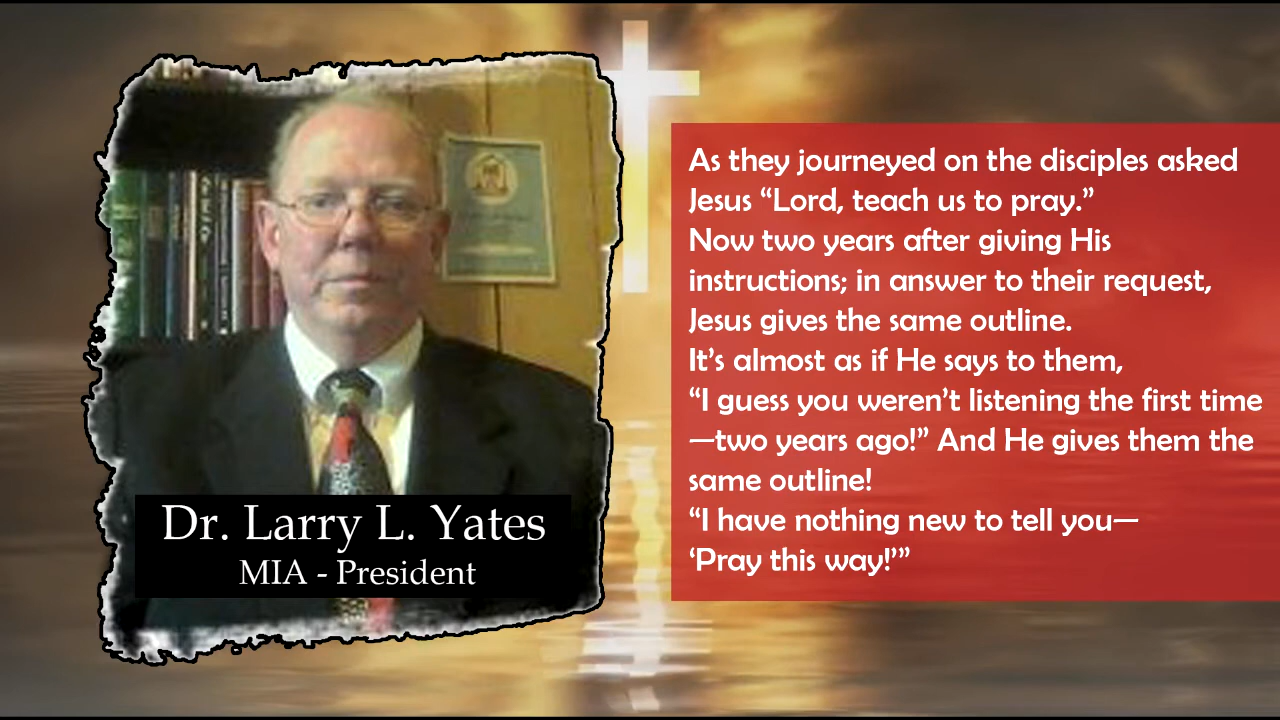 As they journeyed on the disciples asked
Jesus “Lord, teach us to pray.”
Now two years after giving His
instructions; in answer to their request,
Jesus gives the same outline.
It’s almost as if He says to them,
“I guess you weren’t listening the first time
—two years ago!” And He gives them the
same outline!
“I have nothing new to tell you—
‘Pray this way!’”
Dr. Larry L. Yates
MIA - President